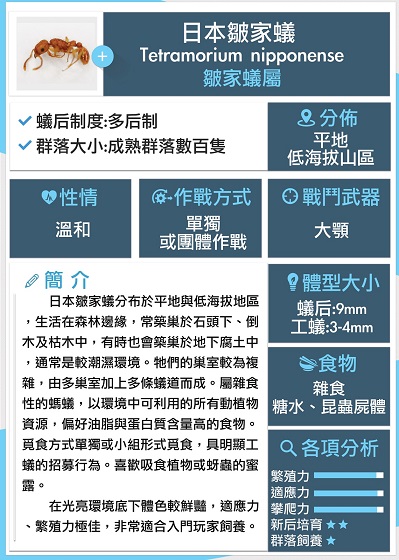 日本皺家蟻
Tetramorium nipponense
皺家蟻屬
蟻后制度:多后制
群落大小:成熟群落數百隻
分佈
平地
低海拔山區
性情
溫和
作戰方式
單獨
或團體作戰
戰鬥武器
大顎
簡介
日本皺家蟻分布於平地與低海拔地區
，生活在森林邊緣，常築巢於石頭下、倒
木及枯木中，有時也會築巢於地下腐土中
，通常是較潮濕環境。牠們的巢室較為複
雜，由多巢室加上多條蟻道而成。屬雜食
性的螞蟻，以環境中可利用的所有動植物
資源，偏好油脂與蛋白質含量高的食物。
覓食方式單獨或小組形式覓食，具明顯工
蟻的招募行為。喜歡吸食植物或蚜蟲的蜜
露。
在光亮環境底下體色較鮮豔，適應力
、繁殖力極佳，非常適合入門玩家飼養。
體型大小
蟻后:9mm
工蟻:3-4mm
食物
雜食
糖水、昆蟲屍體
各項分析
繁殖力
適應力
攀爬力
新后培育 ★★
群落飼養 ★